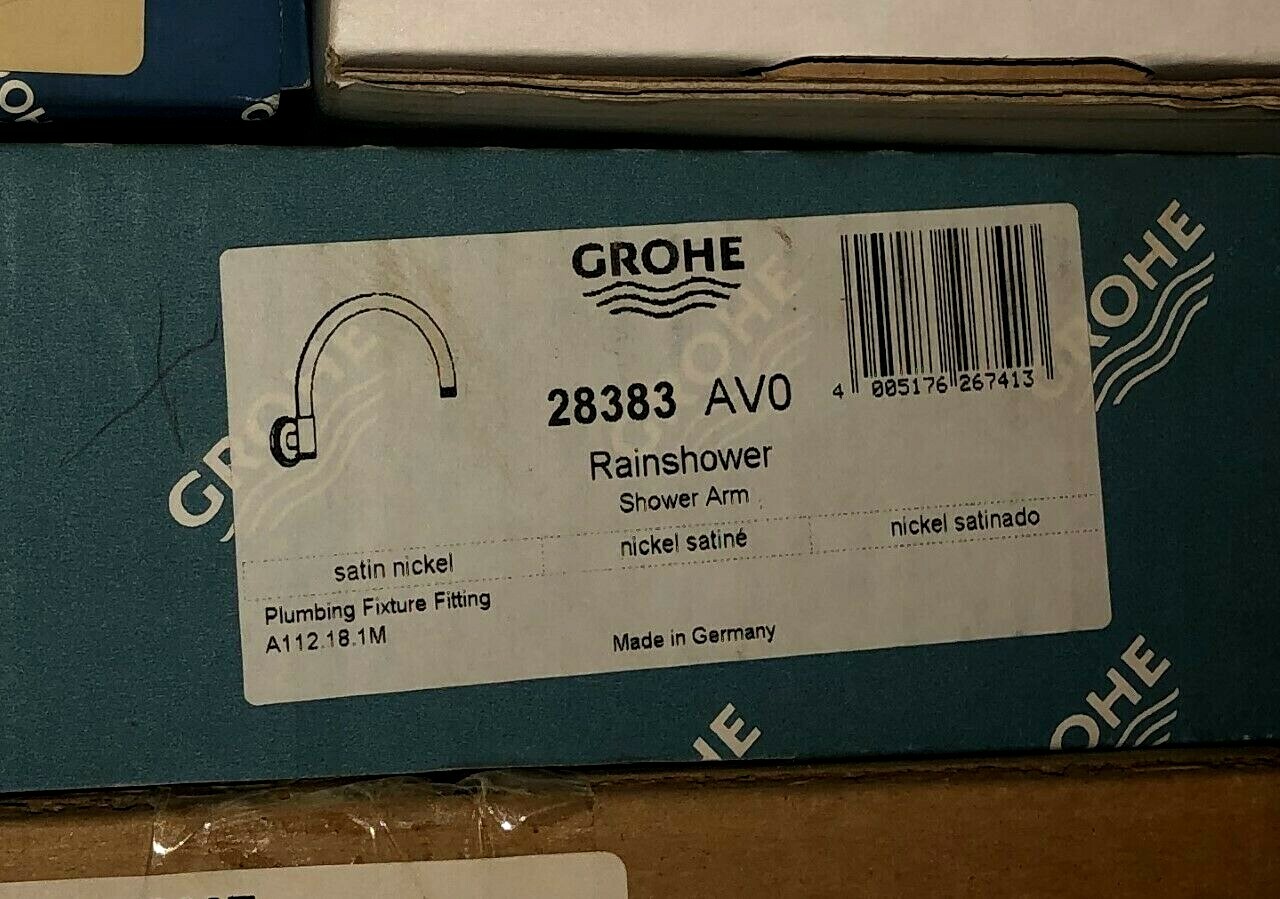 GROHE
28383 AV0
4 005176 267413
Rainshower
Shower Arm
satin nickel
nickel satiné
nickel satinado
Plumbing Fixture Fitting
A112.18.1M
Made in Germany
GROHE
GROHE
GROHE